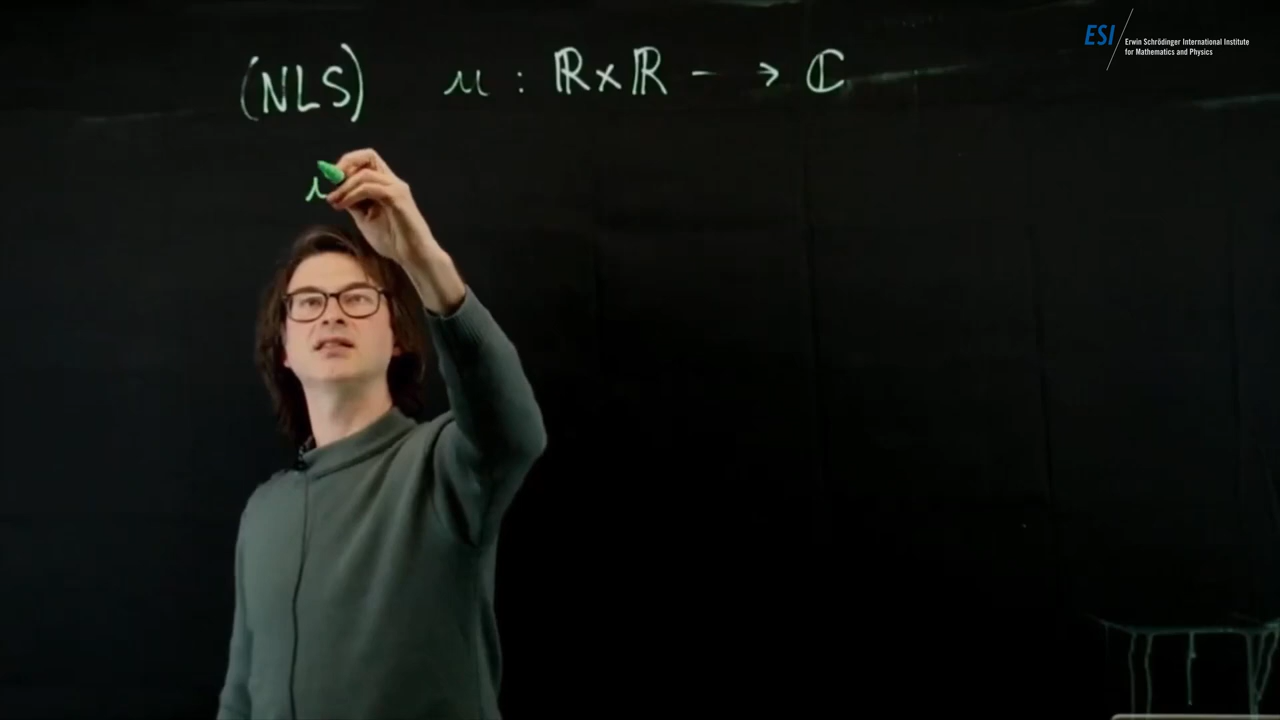 ESI Erwin Schrödinger International Institute
for Mathematics and Physics
(NLS) u : ℝ×ℝ → ℂ